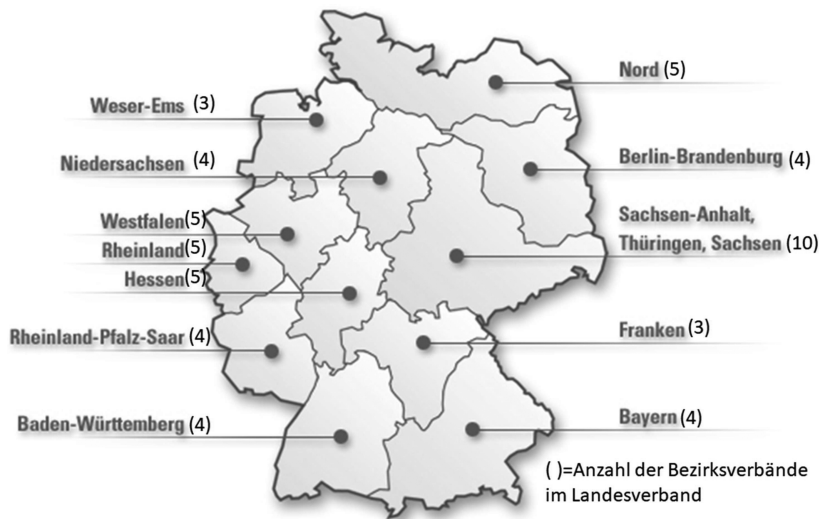 Weser-Ems (3)
Niedersachsen (4)
Westfalen(5)
Rheinland(5)
Hessen(5)
Rheinland-Pfalz-Saar (4)
Baden-Württemberg (4)
Nord (5)
Berlin-Brandenburg (4)
Sachsen-Anhalt,
Thüringen, Sachsen (10)
Franken (3)
Bayern (4)
( )=Anzahl der Bezirksverbände
im Landesverband